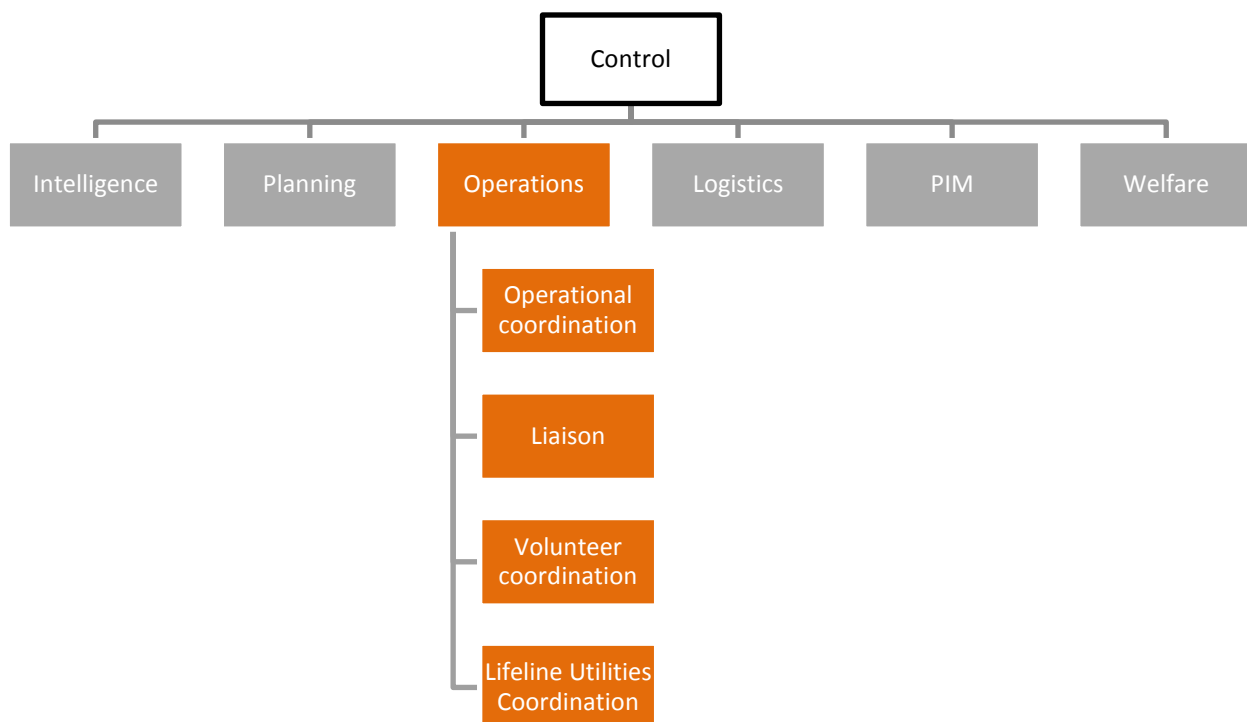 Control
Intelligence
Planning
Operations
Logistics
PIM
Welfare
Operational
coordination
Liaison
Volunteer
coordination
Lifeline Utilities
Coordination